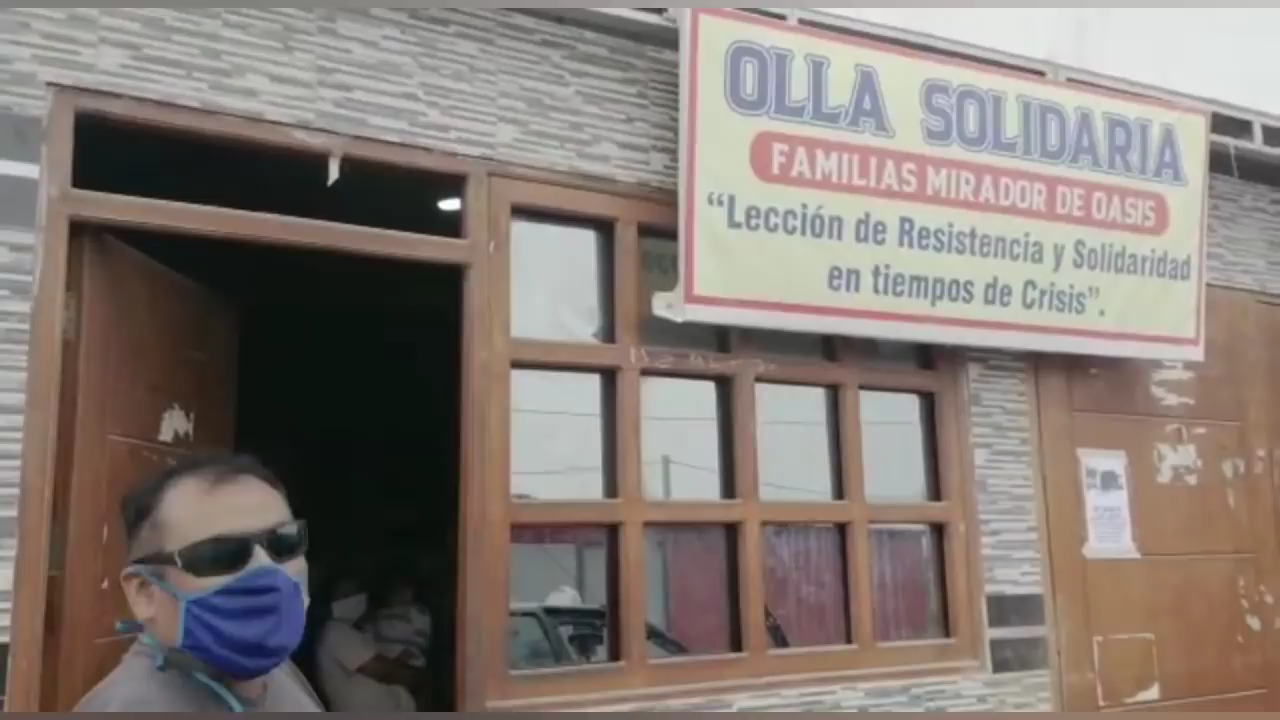 OLLA SOLIDARIA
FAMILIAS MIRADOR DE OASIS
“Lección de Resistencia y Solidaridad
en tiempos de Crisis”.